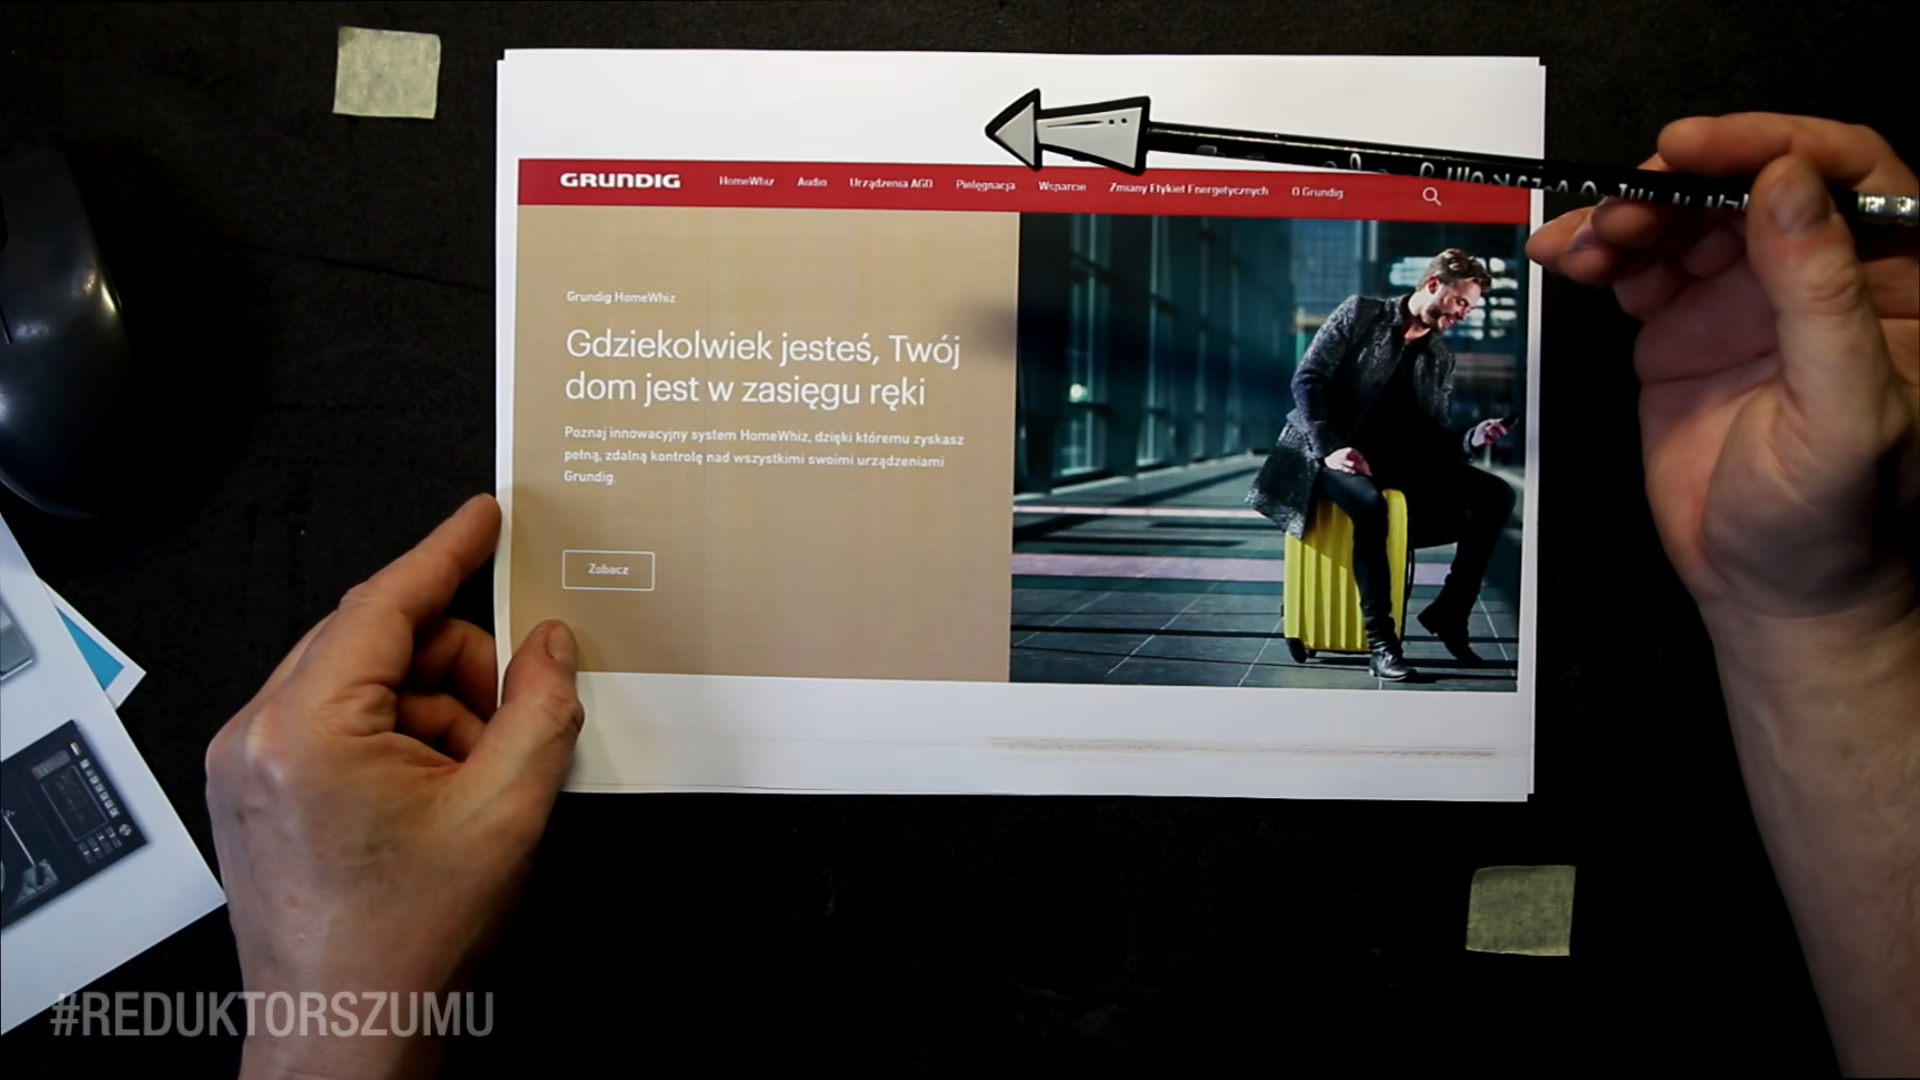 GRUNDIG HomeWhiz Audio Urządzenia AGD Pielęgnacja Wsparcie Zmiany Etykiet Energetycznych O Grundig
Grundig HomeWhiz
Gdziekolwiek jesteś, Twój
dom jest w zasięgu ręki
Poznaj innowacyjny system HomeWhiz, dzięki któremu zyskasz
pełną, zdalną kontrolę nad wszystkimi swoimi urządzeniami
Grundig.
Zobacz
#REDUKTORSZUMU